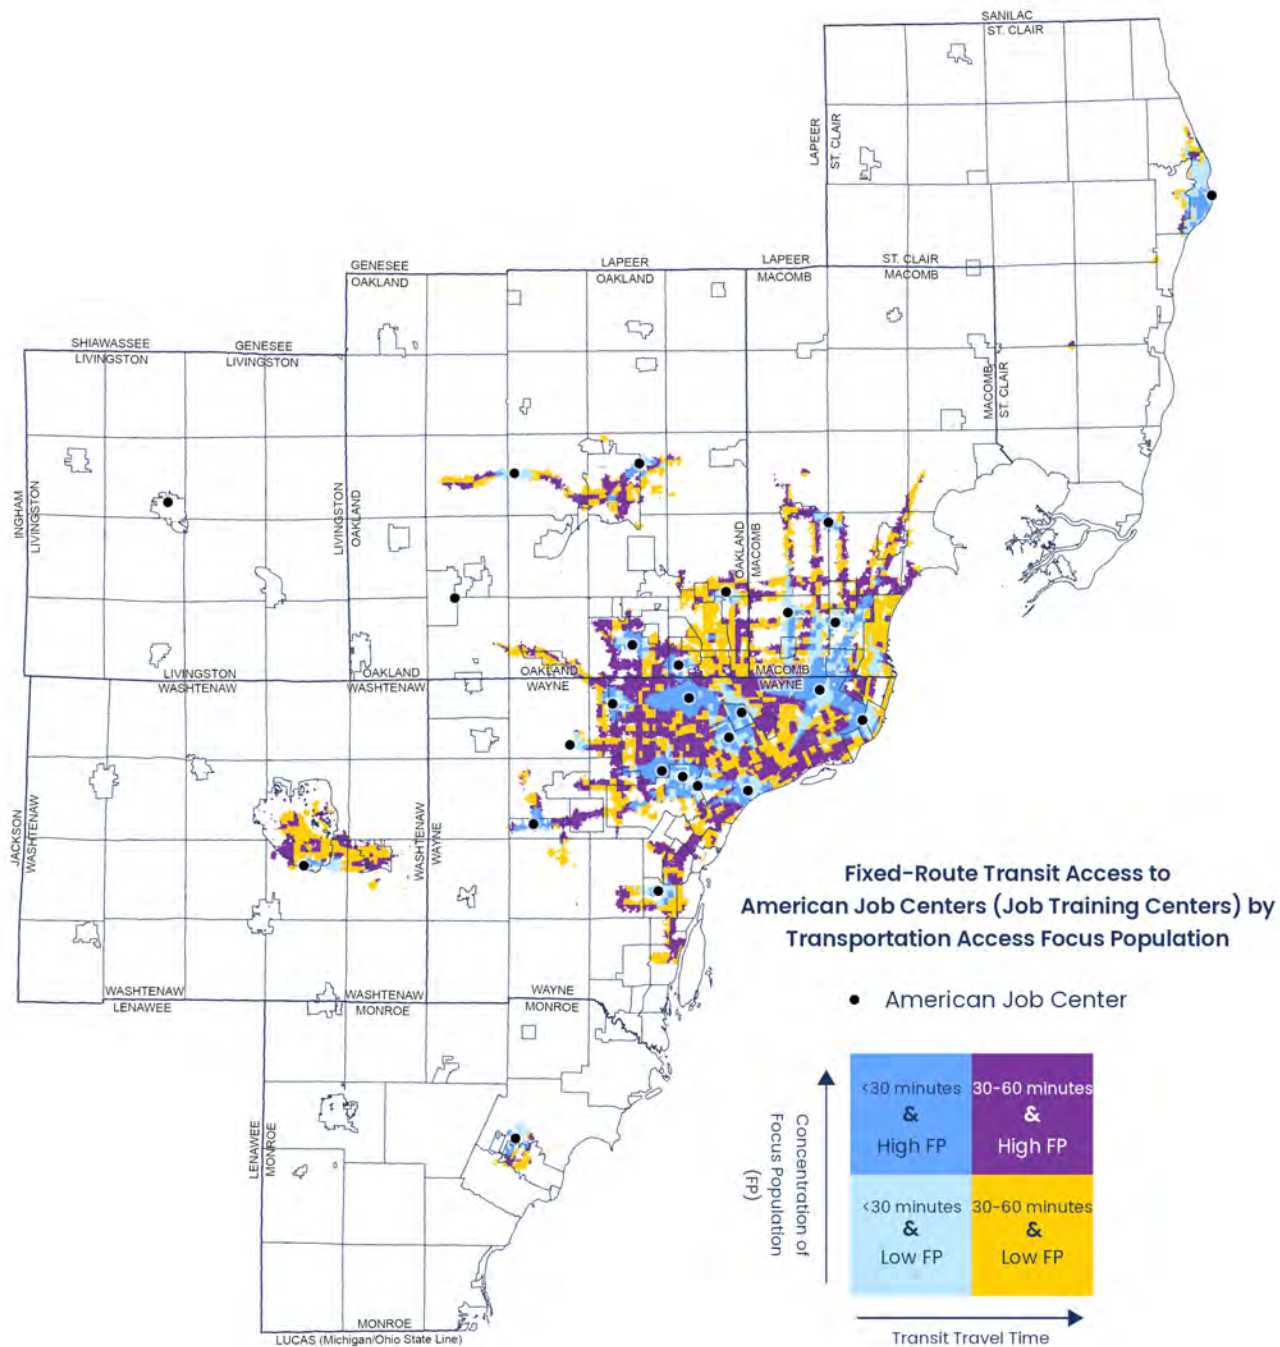 SANILAC
ST. CLAIR
LAPEER
ST. CLAIR
GENESEE
OAKLAND
LAPEER
OAKLAND
LAPEER
MACOMB
ST. CLAIR
MACOMB
SHIAWASSEE
LIVINGSTON
GENESEE
LIVINGSTON
MACOMB
ST. CLAIR
INGHAM
LIVINGSTON
LIVINGSTON
OAKLAND
OAKLAND
MACOMB
LIVINGSTON
WASHTENAW
OAKLAND
WASHTENAW
OAKLAND
WAYNE
MACOMB
WAYNE
JACKSON
WASHTENAW
WASHTENAW
WAYNE
Fixed-Route Transit Access to
American Job Centers (Job Training Centers) by
Transportation Access Focus Population
WASHTENAW
LENAWEE
WASHTENAW
MONROE
WAYNE
MONROE
American Job Center
LENAWEE
MONROE
Concentration of
Focus Population
(FP)
<30 minutes
&
High FP
30-60 minutes
&
High FP
<30 minutes
&
Low FP
30-60 minutes
&
Low FP
Transit Travel Time
MONROE
LUCAS (Michigan/Ohio State Line)